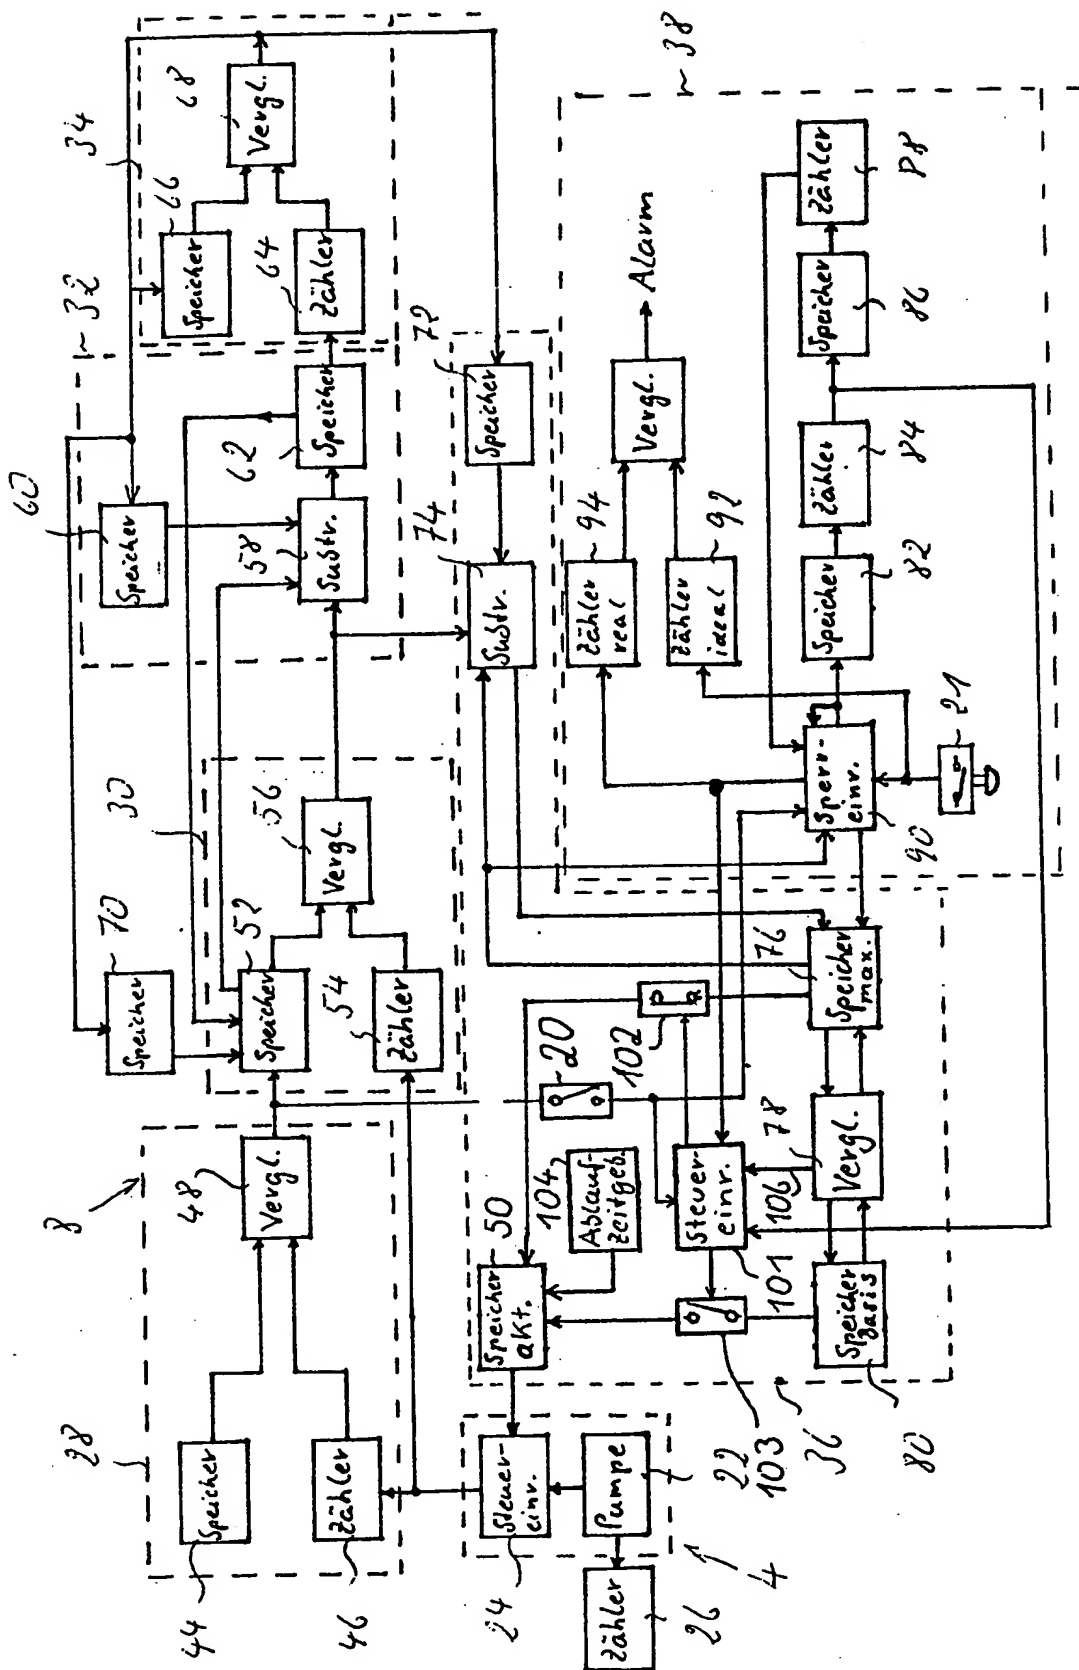 8
28
44
Speicher
46
Zähler
48
Vergl.
70
Speicher
30
52
Speicher
54
Zähler
56
Vergl.
60
Speicher
32
58
Subtr.
62
Speicher
34
66
Speicher
64
Zähler
68
Vergl.
72
Speicher
74
Subtr.
24
Steuer-
einr.
22
Pumpe
26
Zähler
4
50
Speicher
akt.
104
Ablauf-
zeitgeb.
20
102
Steuer-
einr.
101
103
106
78
Vergl.
76
Speicher
max.
80
Speicher
Basis
36
38
94
Zähler
real
92
Zähler
ideal
Vergl.
Alarm
Sperr-
einr.
90
21
82
Speicher
84
Zähler
86
Speicher
88
Zähler